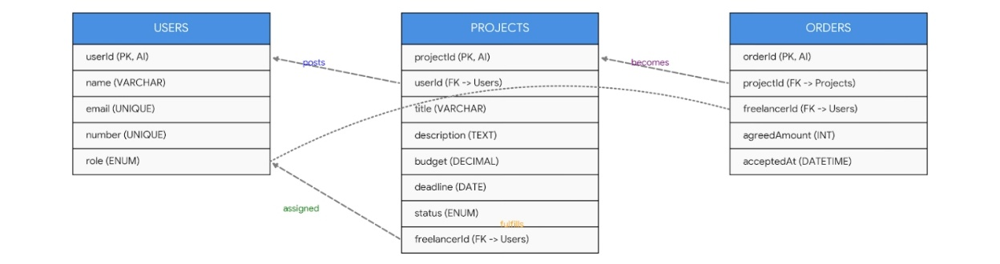 USERS
userId (PK, AI)
name (VARCHAR)
email (UNIQUE)
number (UNIQUE)
role (ENUM)
posts
assigned
PROJECTS
projectId (PK, AI)
userId (FK -> Users)
title (VARCHAR)
description (TEXT)
budget (DECIMAL)
deadline (DATE)
status (ENUM)
fulfills
freelancerId (FK -> Users)
becomes
ORDERS
orderId (PK, AI)
projectId (FK -> Projects)
freelancerId (FK -> Users)
agreedAmount (INT)
acceptedAt (DATETIME)